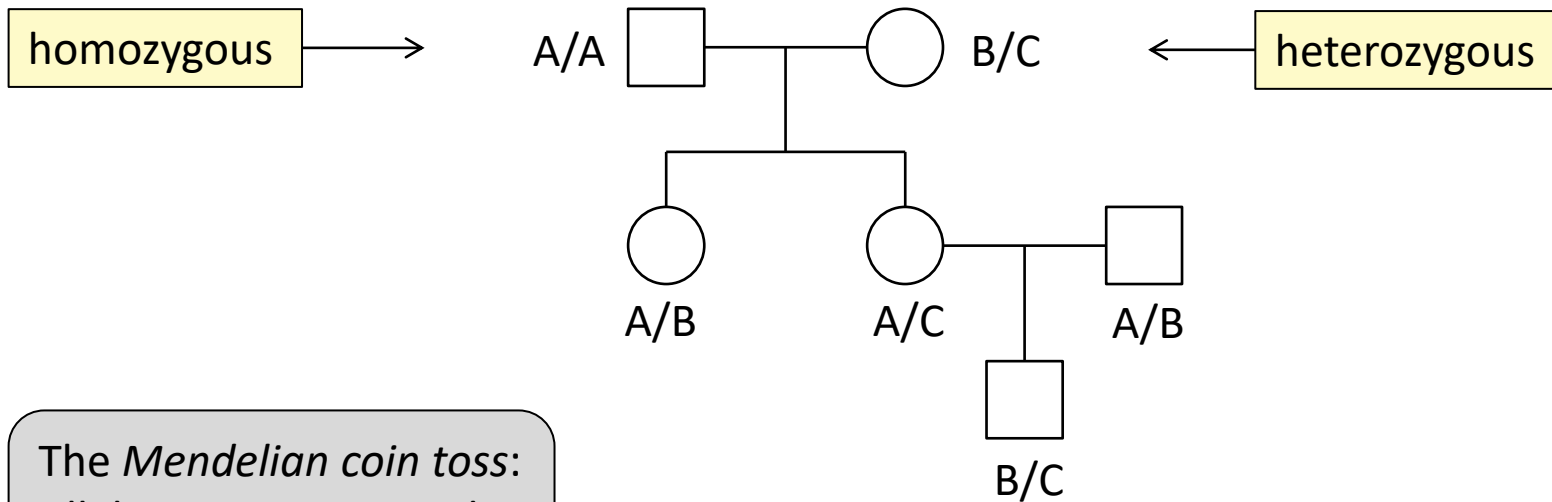 homozygous A/A B/C heterozygous
A/B A/C A/B
B/C
The Mendelian coin toss: